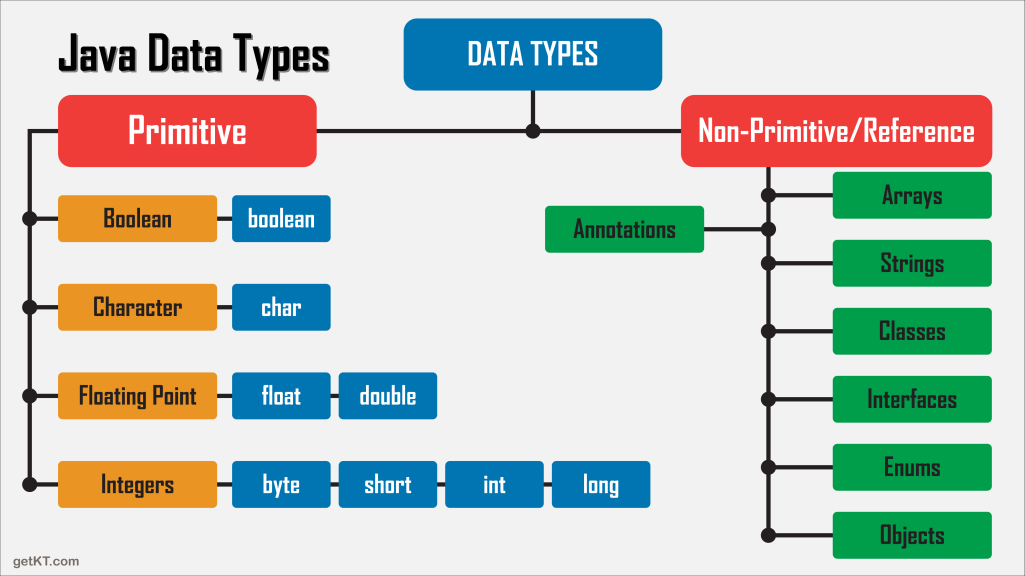 Java Data Types
DATA TYPES
Primitive
Non-Primitive/Reference
Boolean
boolean
Character
char
Floating Point
float
double
Integers
byte
short
int
long
Annotations
Arrays
Strings
Classes
Interfaces
Enums
Objects
getKT.com